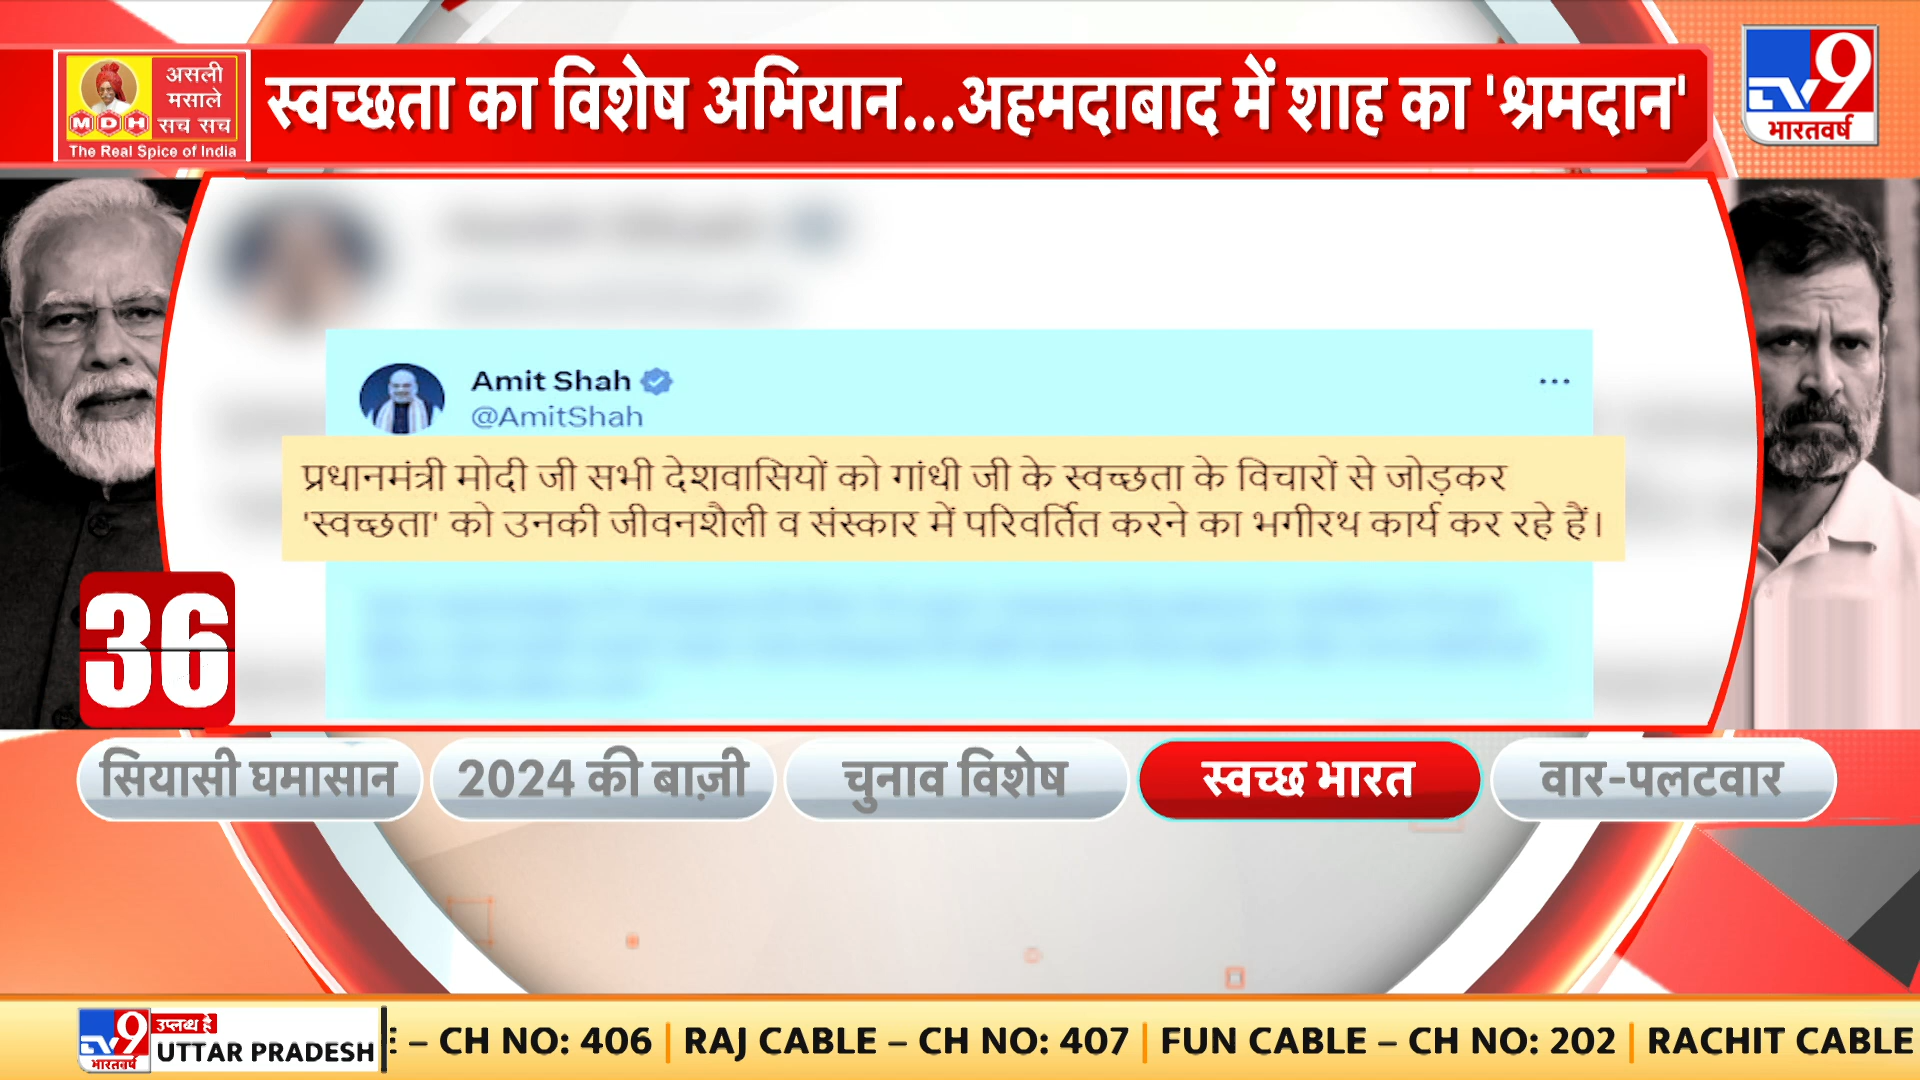 असली
मसाले
MDH सच सच
The Real Spice of India
स्वच्छता का विशेष अभियान...अहमदाबाद में शाह का 'श्रमदान'
TV9
भारतवर्ष
Amit Shah
@AmitShah
प्रधानमंत्री मोदी जी सभी देशवासियों को गांधी जी के स्वच्छता के विचारों से जोड़कर
'स्वच्छता' को उनकी जीवनशैली व संस्कार में परिवर्तित करने का भगीरथ कार्य कर रहे हैं।
36
सियासी घमासान
2024 की बाज़ी
चुनाव विशेष
स्वच्छ भारत
वार-पलटवार
TV9
भारतवर्ष
उप्लब्ध है
UTTAR PRADESH
– CH NO: 406 | RAJ CABLE – CH NO: 407 | FUN CABLE – CH NO: 202 | RACHIT CABLE